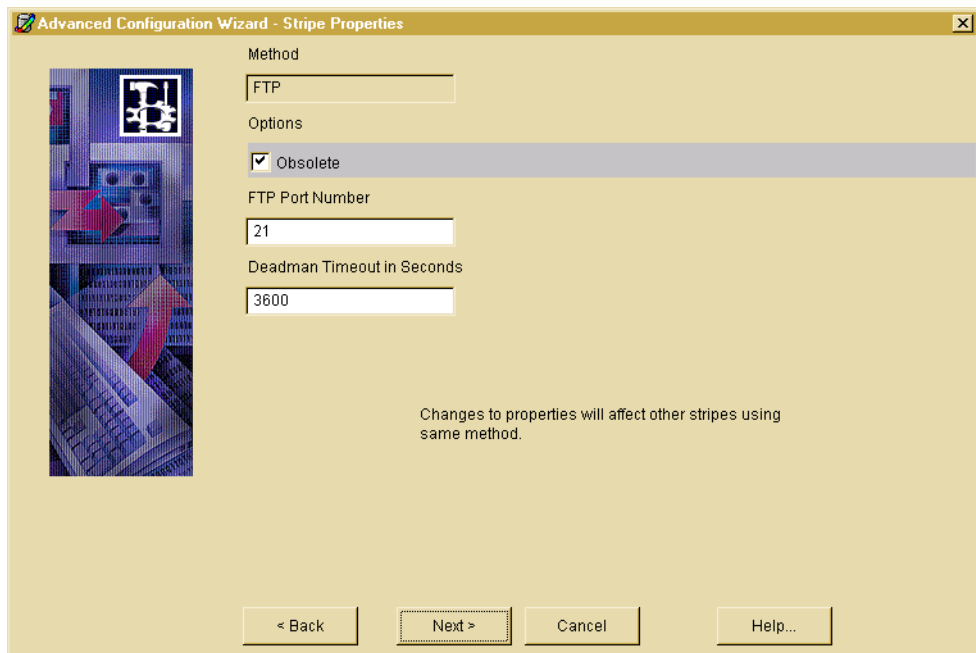 Advanced Configuration Wizard - Stripe Properties
Method
FTP
Options
Obsolete
FTP Port Number
21
Deadman Timeout in Seconds
3600
Changes to properties will affect other stripes using
same method.
< Back
Next >
Cancel
Help...